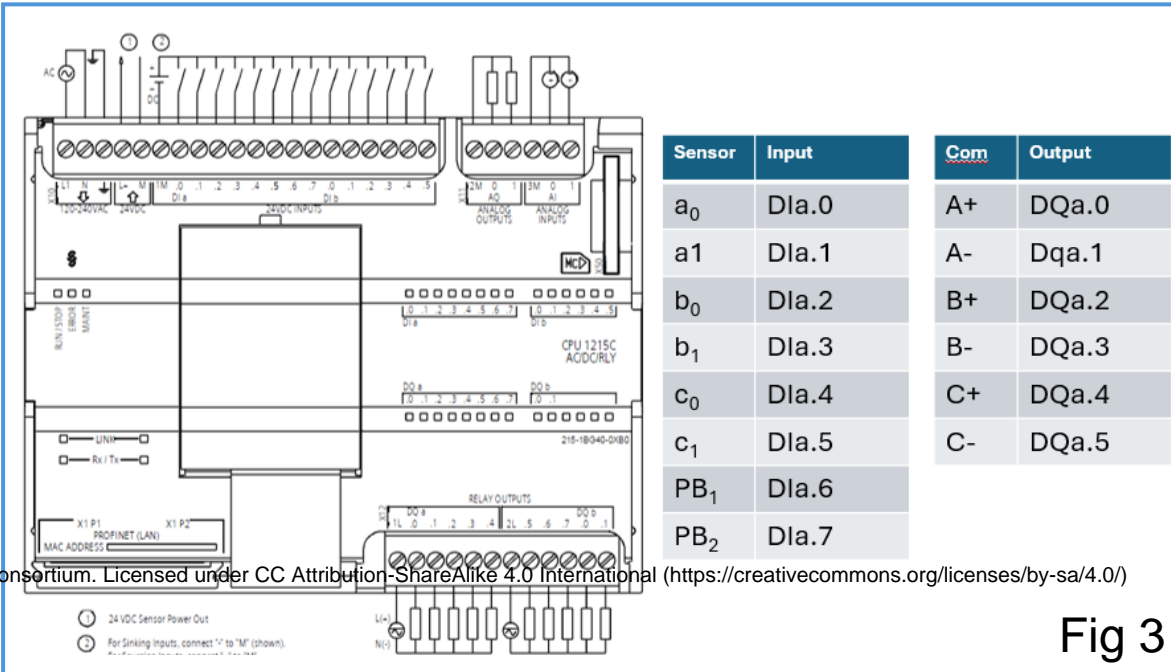 1 2
AC
DC
L1 N L+ M 1M .0 .1 .2 .3 .4 .5 .6 .7 .0 .1 .2 .3 .4 .5
X10 120-240VAC 24VDC DI a 24VDC INPUTS DI b
X11 2M 0 1 3M 0 1
AQ AI
ANALOG OUTPUTS ANALOG INPUTS
X50
MC
RUN / STOP ERROR MAINT
.0 .1 .2 .3 .4 .5 .6 .7 .0 .1 .2 .3 .4 .5
DI a DI b
CPU 1215C
AC/DC/RLY
DQ a DQ b
.0 .1 .2 .3 .4 .5 .6 .7 .0 .1
LINK
Rx / Tx
215-1BG40-0XB0
RELAY OUTPUTS
X12 DQ a DQ b
1L .0 .1 .2 .3 .4 2L .5 .6 .7 .0 .1
X1 P1 X1 P2
PROFINET (LAN)
MAC ADDRESS
L(+)
N(-)
1 24 VDC Sensor Power Out
2 For Sinking Inputs, connect "-" to "M" (shown).
Sensor Input
a0 DIa.0
a1 DIa.1
b0 DIa.2
b1 DIa.3
c0 DIa.4
c1 DIa.5
PB1 DIa.6
PB2 DIa.7
Com Output
A+ DQa.0
A- Dqa.1
B+ DQa.2
B- DQa.3
C+ DQa.4
C- DQa.5
onsortium. Licensed under CC Attribution-ShareAlike 4.0 International (https://creativecommons.org/licenses/by-sa/4.0/)
Fig 3